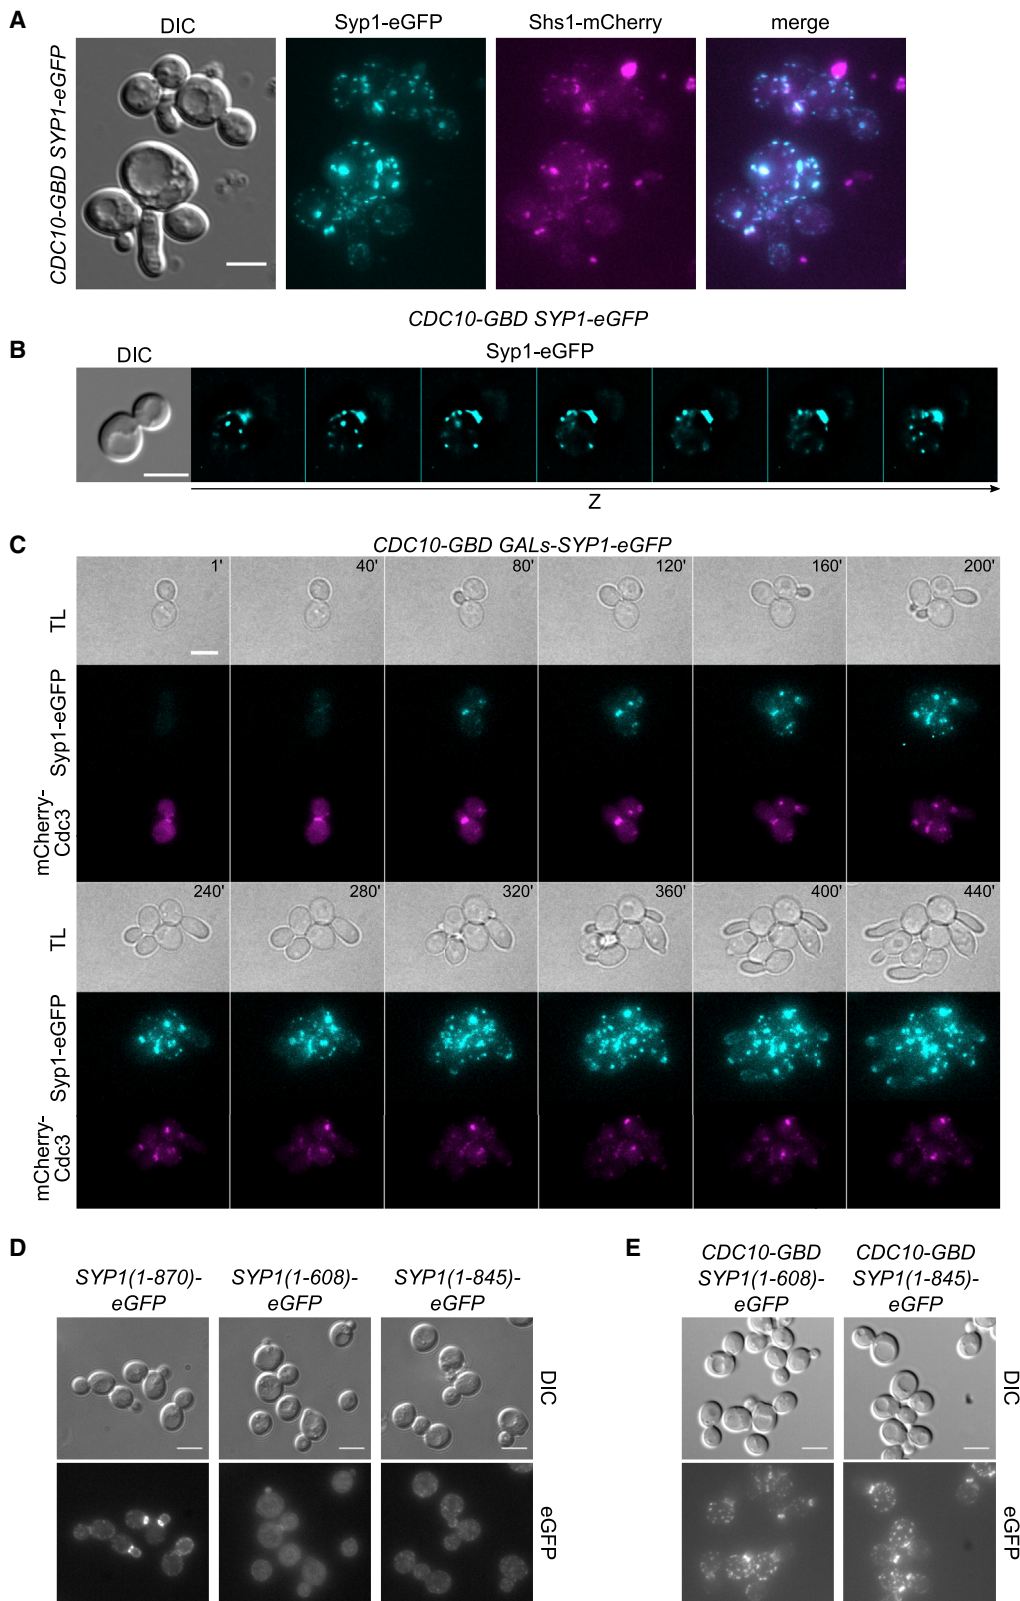 A
DIC
Syp1-eGFP
Shs1-mCherry
merge
CDC10-GBD SYP1-eGFP
CDC10-GBD SYP1-eGFP
B
DIC
Syp1-eGFP
Z
C
CDC10-GBD GALs-SYP1-eGFP
1'
40'
80'
120'
160'
200'
TL
Syp1-eGFP
mCherry-
Cdc3
240'
280'
320'
360'
400'
440'
TL
Syp1-eGFP
mCherry-
Cdc3
D
SYP1(1-870)-
eGFP
SYP1(1-608)-
eGFP
SYP1(1-845)-
eGFP
DIC
eGFP
E
CDC10-GBD
SYP1(1-608)-
eGFP
CDC10-GBD
SYP1(1-845)-
eGFP
DIC
eGFP